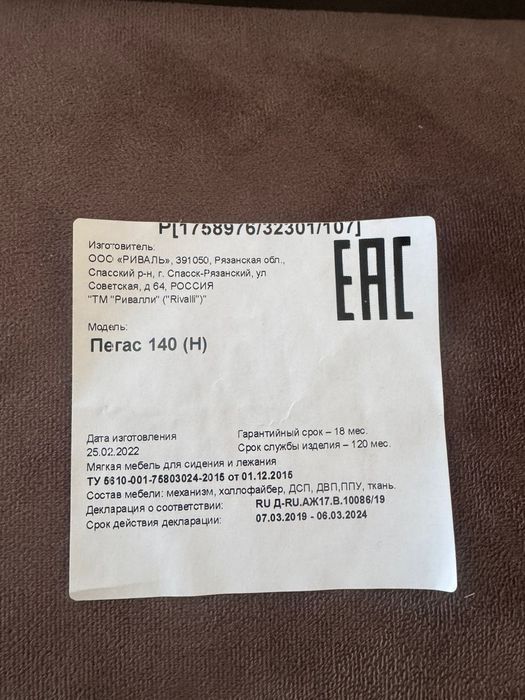 P[1758976/32301/107]
Изготовитель:
ООО «РИВАЛЬ», 391050, Рязанская обл.,
Спасский р-н, г. Спасск-Рязанский, ул
Советская, д 64, РОССИЯ
"ТМ "Ривалли" ("Rivalli")"
EAC
Модель:
Пегас 140 (Н)
Дата изготовления
25.02.2022
Гарантийный срок – 18 мес.
Срок службы изделия – 120 мес.
Мягкая мебель для сидения и лежания
ТУ 5610-001-75803024-2015 от 01.12.2015
Состав мебели: механизм, холлофайбер, ДСП, ДВП,ППУ, ткань.
Декларация о соответствии: RU Д-RU.АЖ17.В.10086/19
Срок действия декларации: 07.03.2019 - 06.03.2024